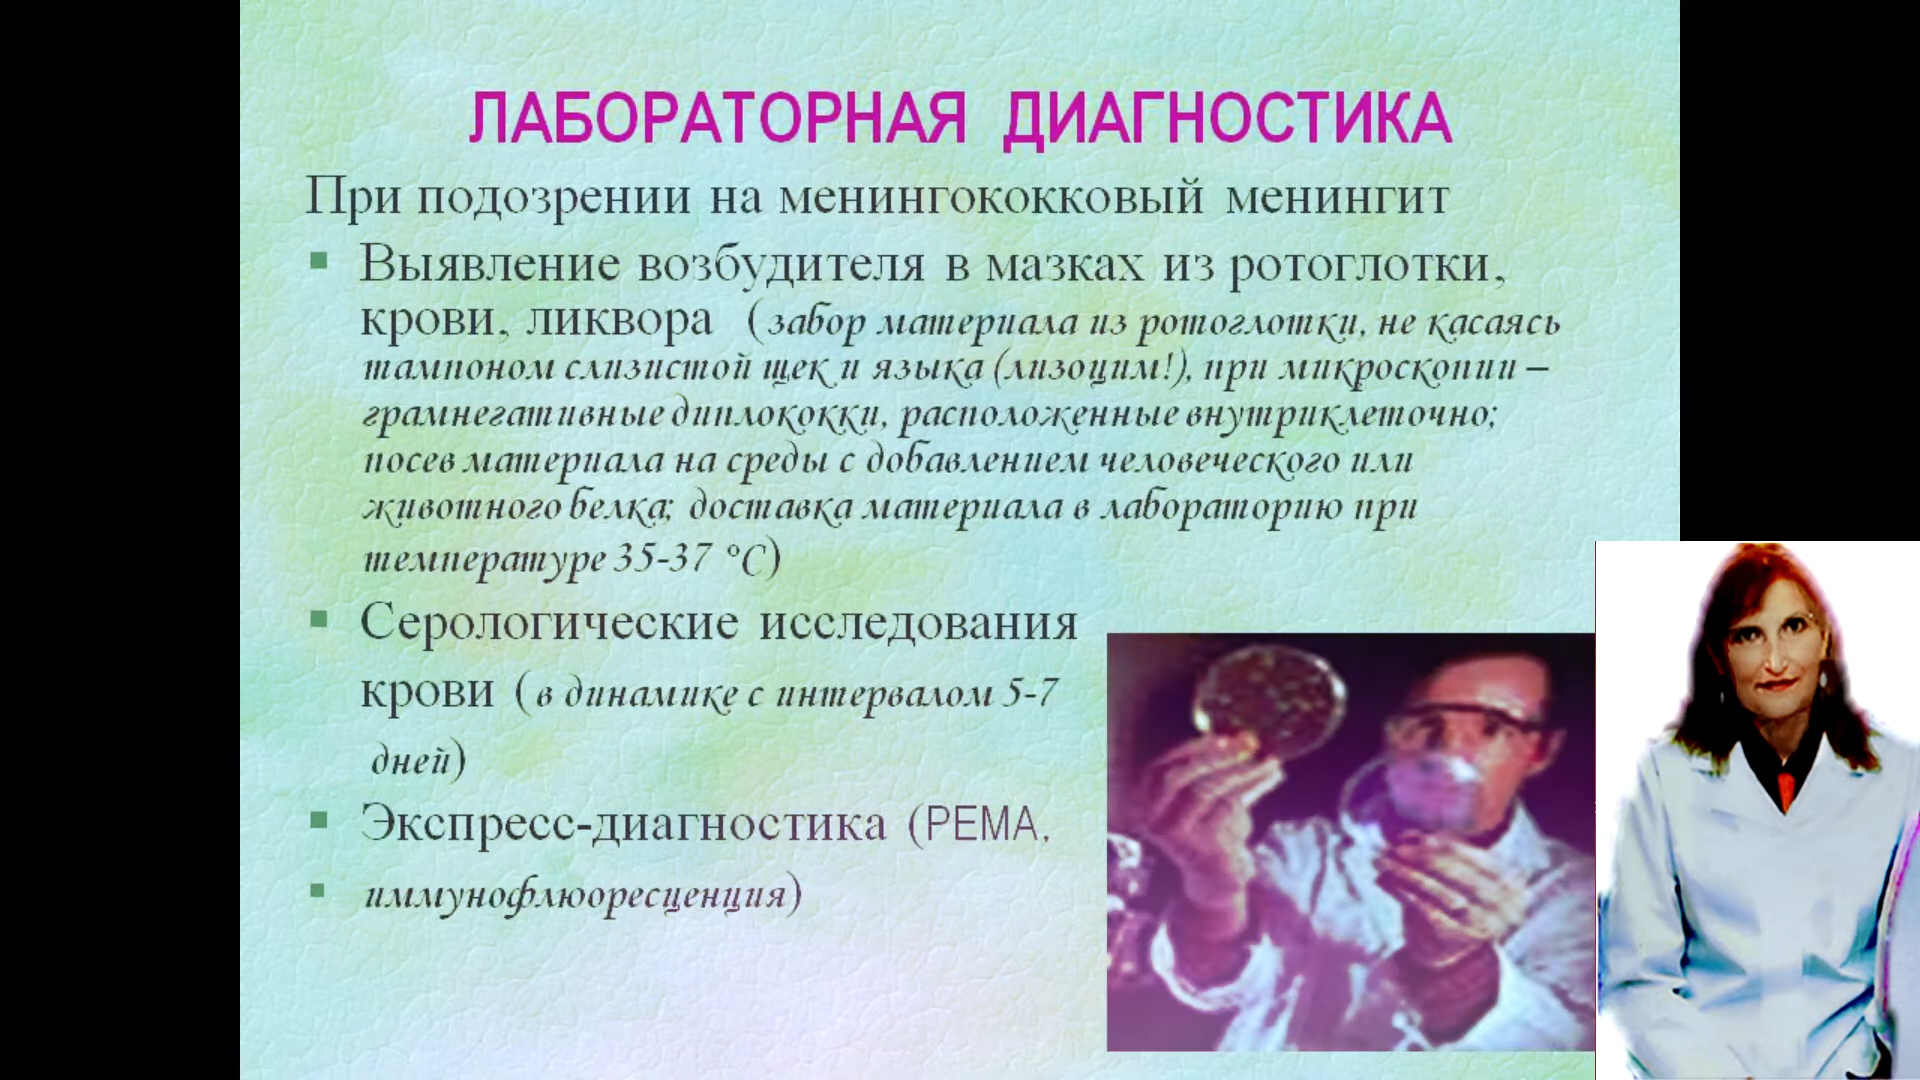 ЛАБОРАТОРНАЯ ДИАГНОСТИКА
При подозрении на менингококковый менингит
▪ Выявление возбудителя в мазках из ротоглотки,
крови, ликвора (забор материала из ротоглотки, не касаясь
тампоном слизистой щек и языка (лизоцим!), при микроскопии –
грамнегативные диплококки, расположенные внутриклеточно;
посев материала на среды с добавлением человеческого или
животного белка; доставка материала в лабораторию при
температуре 35-37 °С)
▪ Серологические исследования
крови (в динамике с интервалом 5-7
дней)
▪ Экспресс-диагностика (РЕМА,
▪ иммунофлюоресценция)